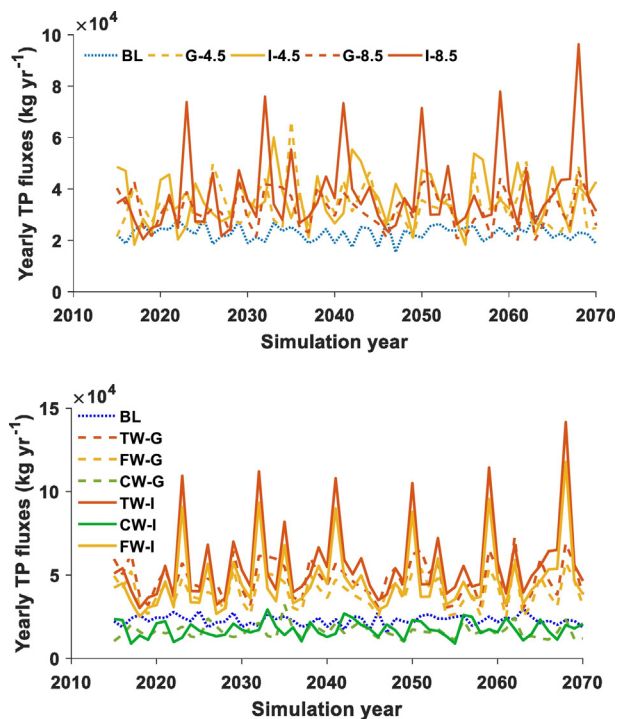 ×10⁴
10
BL G-4.5 I-4.5 G-8.5 I-8.5
8
6
4
2
0
Yearly TP fluxes (kg yr⁻¹)
2010 2020 2030 2040 2050 2060 2070
Simulation year
×10⁴
15
BL
TW-G
FW-G
CW-G
10
TW-I
CW-I
FW-I
5
0
Yearly TP fluxes (kg yr⁻¹)
2010 2020 2030 2040 2050 2060 2070
Simulation year